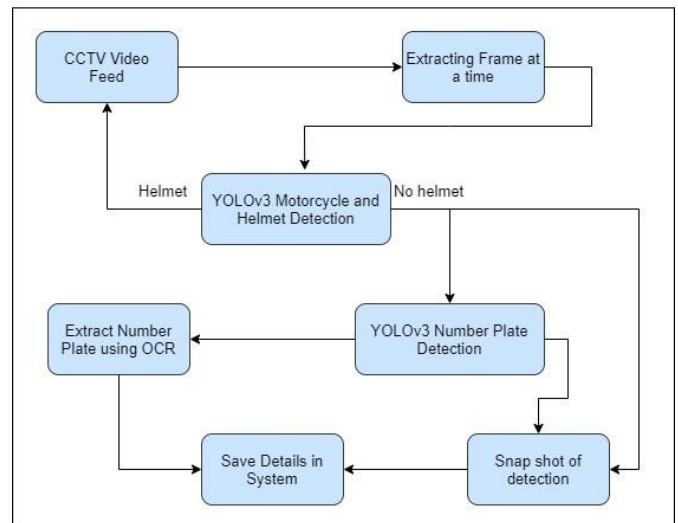 CCTV Video
Feed
Extracting Frame at
a time
Helmet
YOLOv3 Motorcycle and
Helmet Detection
No helmet
Extract Number
Plate using OCR
YOLOv3 Number Plate
Detection
Save Details in
System
Snap shot of
detection